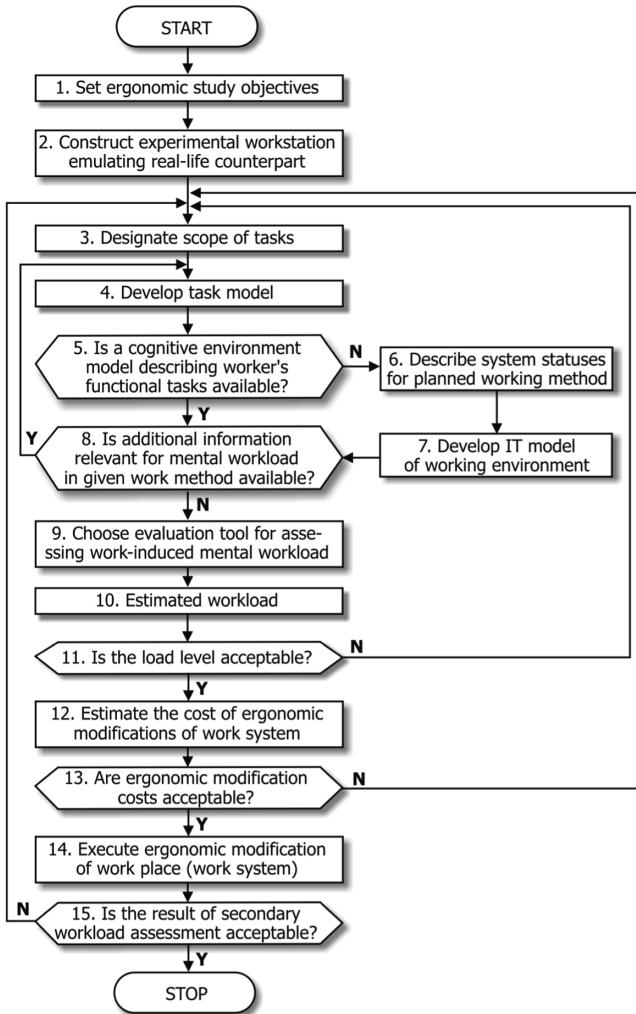 START
1. Set ergonomic study objectives
2. Construct experimental workstation
emulating real-life counterpart
3. Designate scope of tasks
4. Develop task model
5. Is a cognitive environment
model describing worker's
functional tasks available?
N
6. Describe system statuses
for planned working method
Y
7. Develop IT model
of working environment
Y
8. Is additional information
relevant for mental workload
in given work method available?
N
9. Choose evaluation tool for asse-
ssing work-induced mental workload
10. Estimated workload
11. Is the load level acceptable?
N
Y
12. Estimate the cost of ergonomic
modifications of work system
13. Are ergonomic modification
costs acceptable?
N
Y
14. Execute ergonomic modification
of work place (work system)
N
15. Is the result of secondary
workload assessment acceptable?
Y
STOP